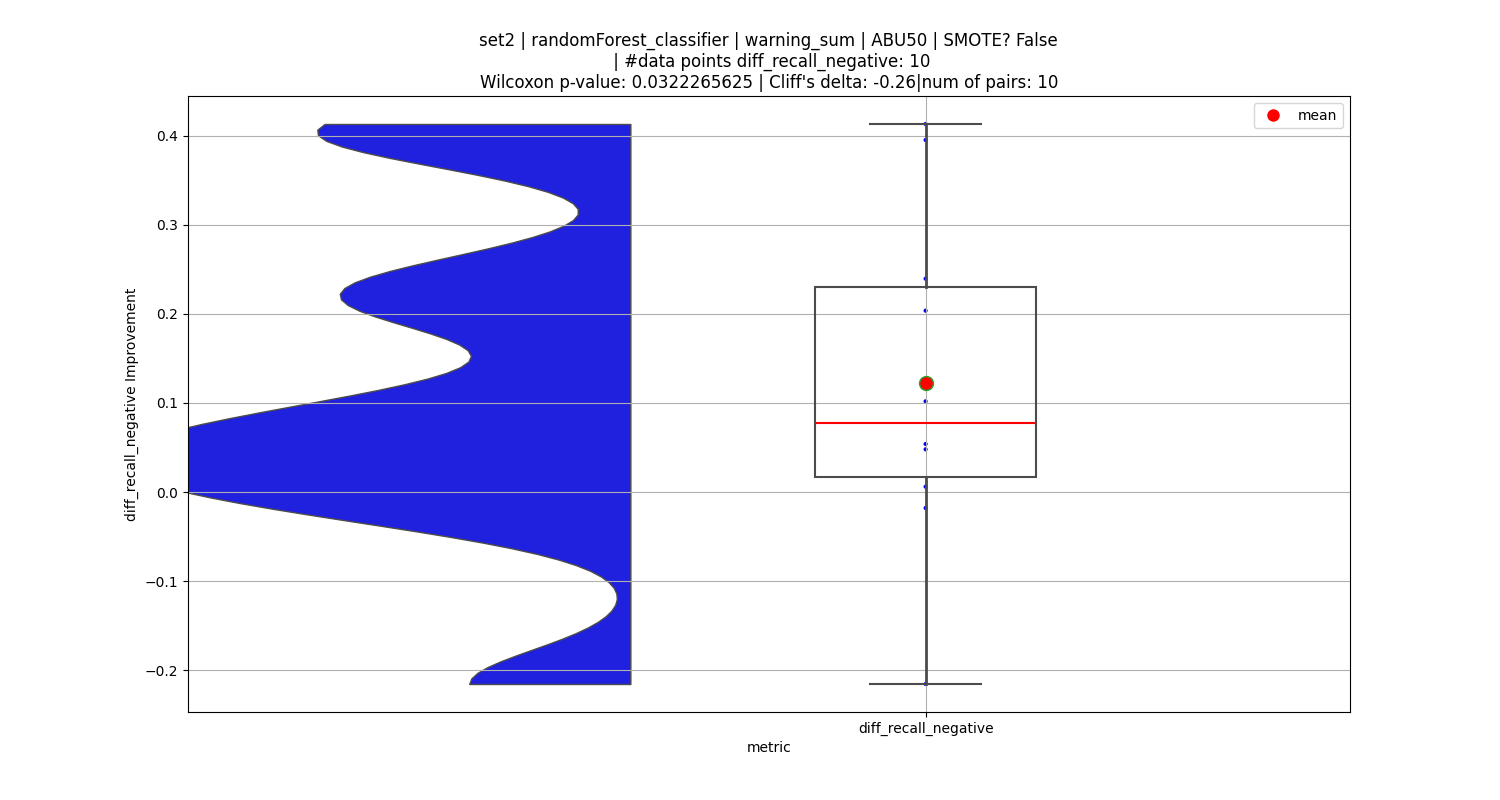 set2 | randomForest_classifier | warning_sum | ABU50 | SMOTE? False
| #data points diff_recall_negative: 10
Wilcoxon p-value: 0.0322265625 | Cliff's delta: -0.26|num of pairs: 10
mean
0.4
0.3
0.2
0.1
0.0
−0.1
−0.2
diff_recall_negative Improvement
diff_recall_negative
metric